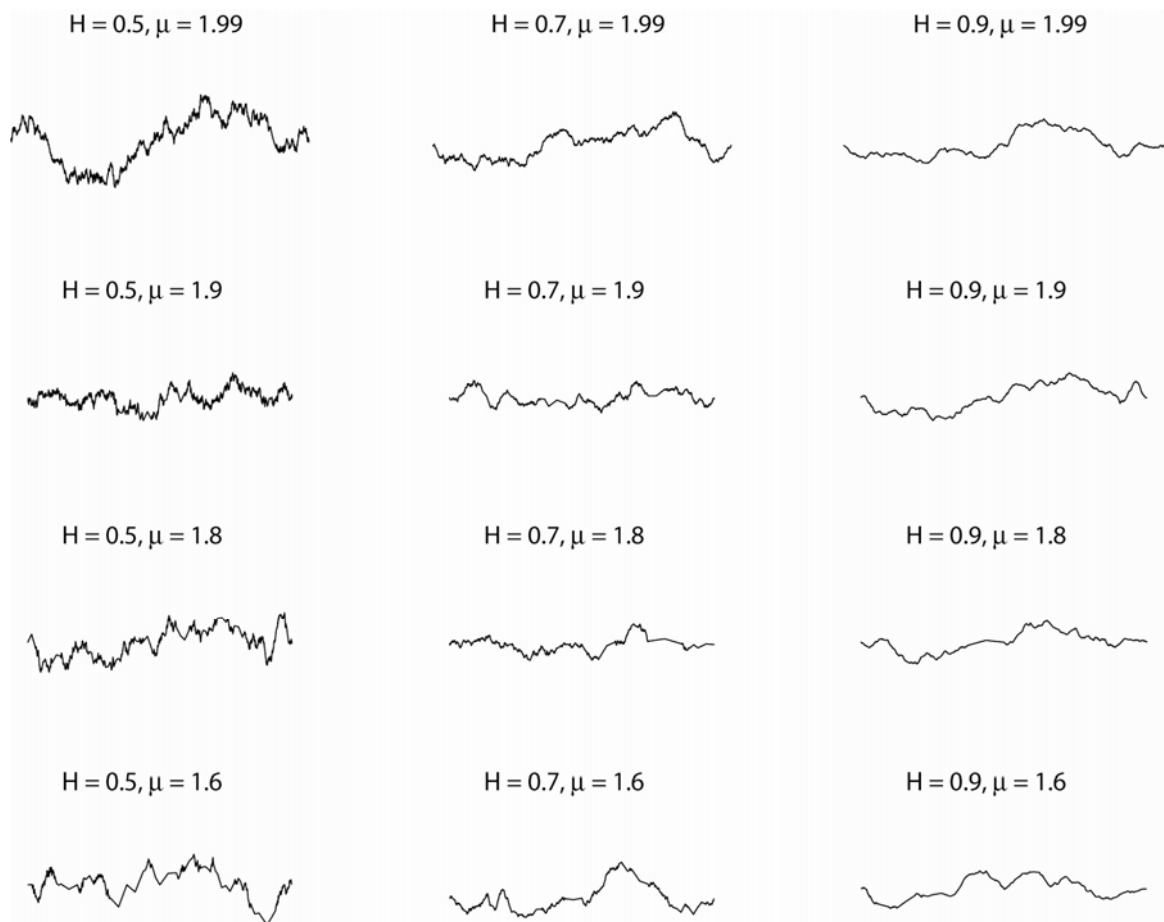 H = 0.5, μ = 1.99
H = 0.7, μ = 1.99
H = 0.9, μ = 1.99
H = 0.5, μ = 1.9
H = 0.7, μ = 1.9
H = 0.9, μ = 1.9
H = 0.5, μ = 1.8
H = 0.7, μ = 1.8
H = 0.9, μ = 1.8
H = 0.5, μ = 1.6
H = 0.7, μ = 1.6
H = 0.9, μ = 1.6